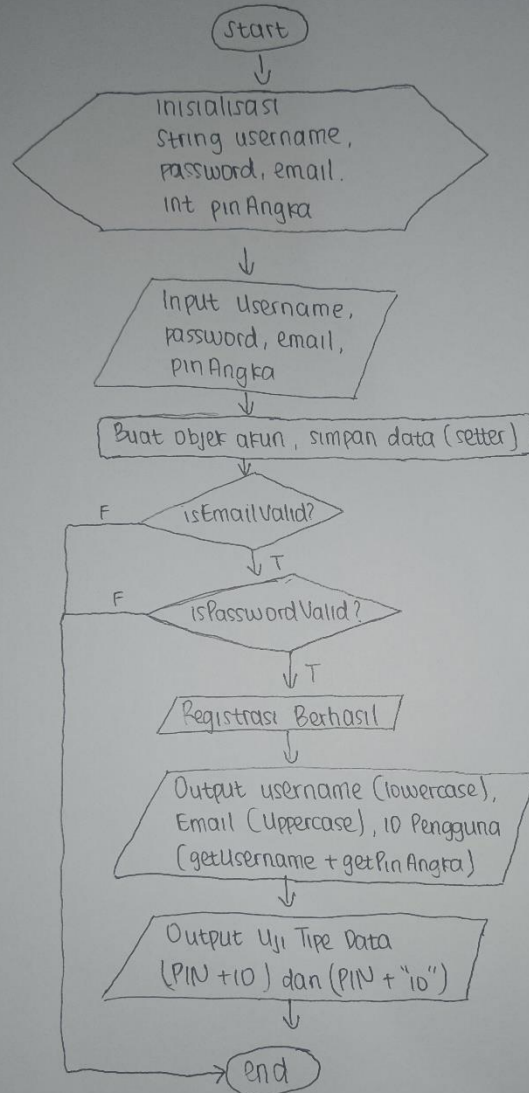 start
Inisialisasi
String username,
password, email.
Int pinAngka
Input Username,
password, email,
pinAngka
Buat objek akun, simpan data (setter)
F
isEmailValid?
T
F
isPasswordValid?
T
Registrasi Berhasil
Output username (lowercase),
Email (Uppercase), ID Pengguna
(getUsername + getPinAngka)
Output Uji Tipe Data
(PIN +10) dan (PIN + "10")
end